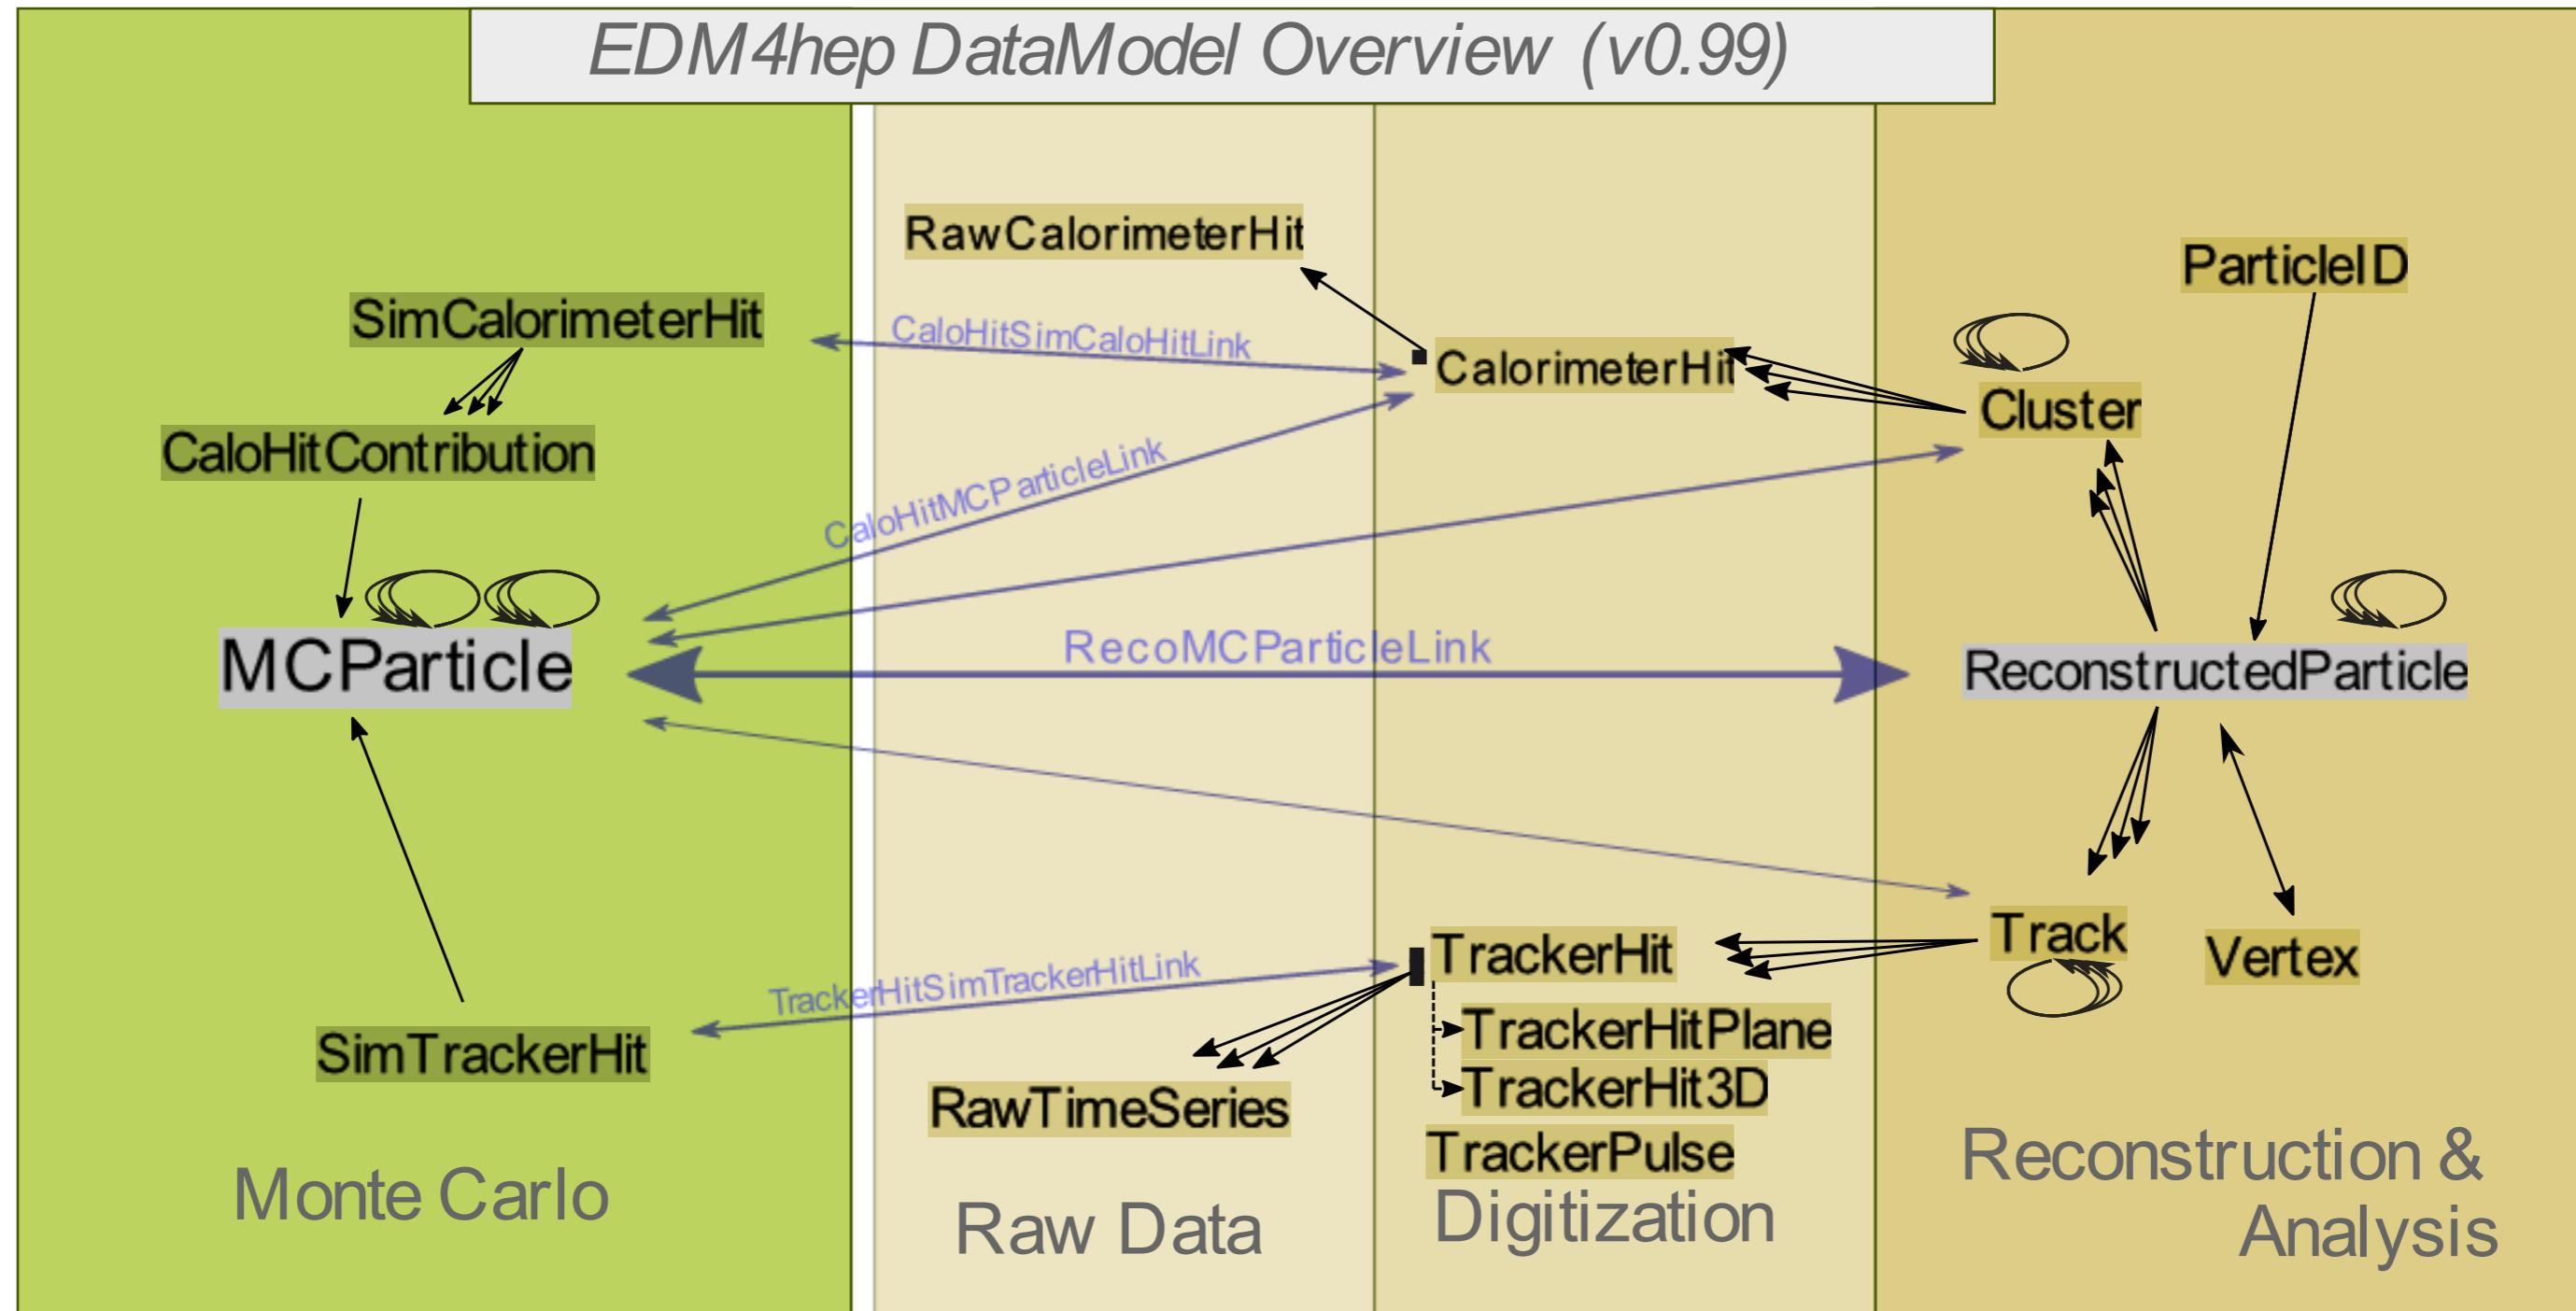 EDM4hep DataModel Overview (v0.99)
RawCalorimeterHit
ParticleID
SimCalorimeterHit
CaloHitSimCaloHitLink
CalorimeterHit
Cluster
CaloHitContribution
CaloHitMCParticleLink
MCParticle
RecoMCParticleLink
ReconstructedParticle
TrackerHit
Track
Vertex
TrackerHitSimTrackerHitLink
SimTrackerHit
TrackerHitPlane
TrackerHit3D
RawTimeSeries
TrackerPulse
Monte Carlo
Raw Data
Digitization
Reconstruction &
Analysis